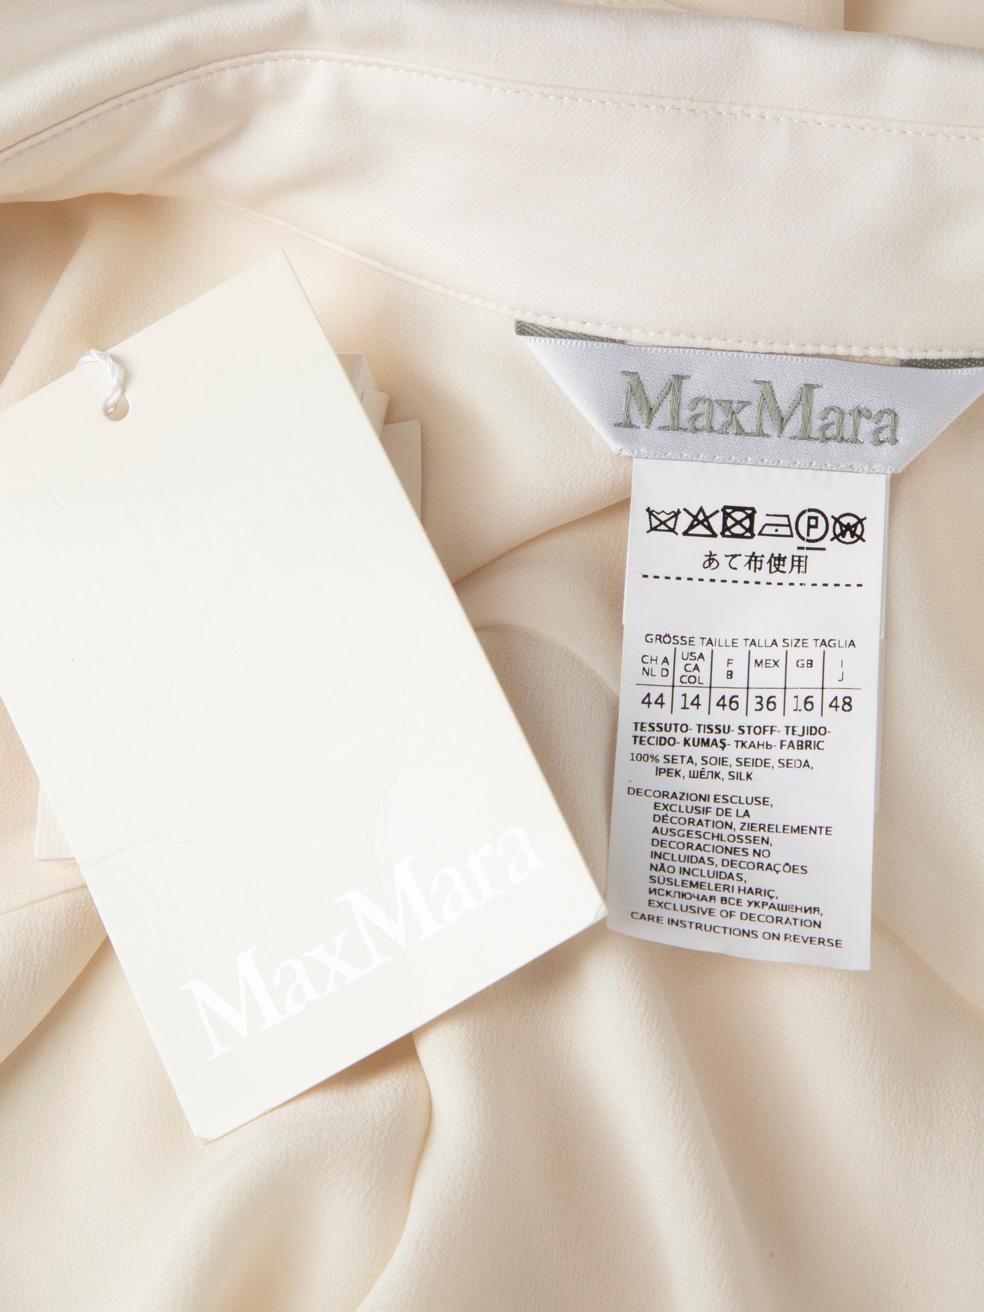 MaxMara
P
W
あて布使用
GRÖSSE TAILLE TALLA SIZE TAGLIA
CH A NL D | USA CA COL | F B | MEX | GB | I J
44 | 14 | 46 | 36 | 16 | 48
TESSUTO- TISSU- STOFF- TEJIDO-
TECIDO- KUMAŞ- ТКАНЬ- FABRIC
100% SETA, SOIE, SEIDE, SEDA,
İPEK, ШЁЛК, SILK
DECORAZIONI ESCLUSE,
EXCLUSIF DE LA
DÉCORATION, ZIERELEMENTE
AUSGESCHLOSSEN,
DECORACIONES NO
INCLUIDAS, DECORAÇÕES
NÃO INCLUIDAS,
SÜSLEMELERI HARIÇ,
ИСКЛЮЧАЯ ВСЕ УКРАШЕНИЯ,
EXCLUSIVE OF DECORATION
CARE INSTRUCTIONS ON REVERSE
MaxMara